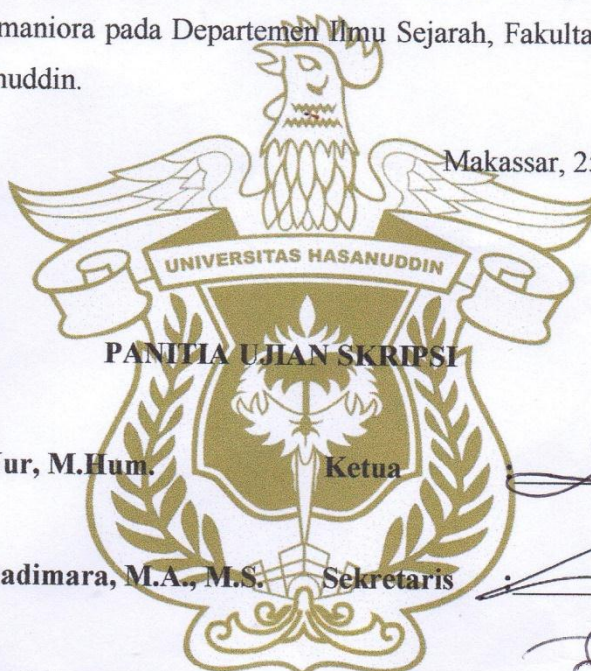 maniora pada Departemen Ilmu Sejarah, Fakulta
nuddin.
Makassar, 2
UNIVERSITAS HASANUDDIN
PANITIA UJIAN SKRIPSI
Nur, M.Hum. Ketua :
adimara, M.A., M.S. Sekretaris :